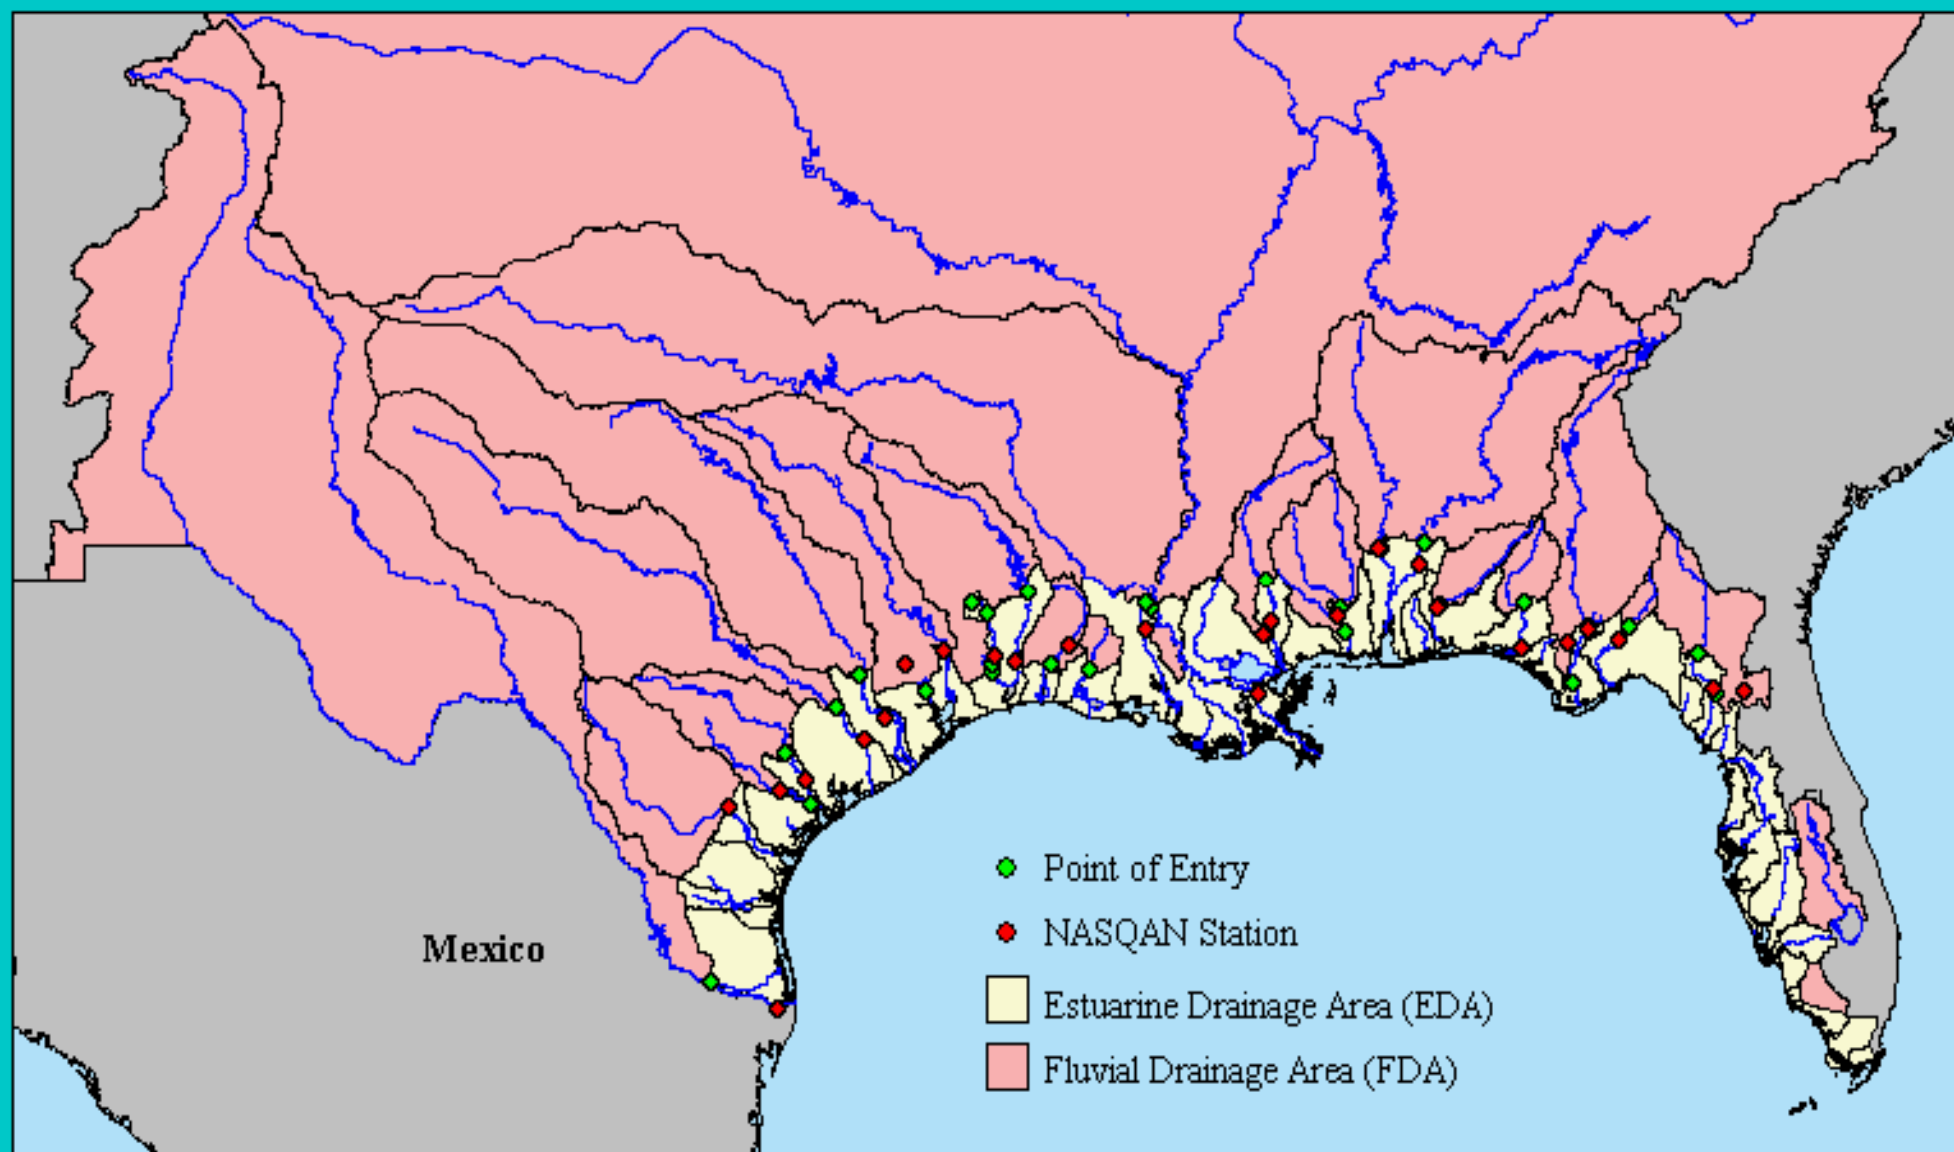 Point of Entry
NASQAN Station
Mexico
Estuarine Drainage Area (EDA)
Fluvial Drainage Area (FDA)